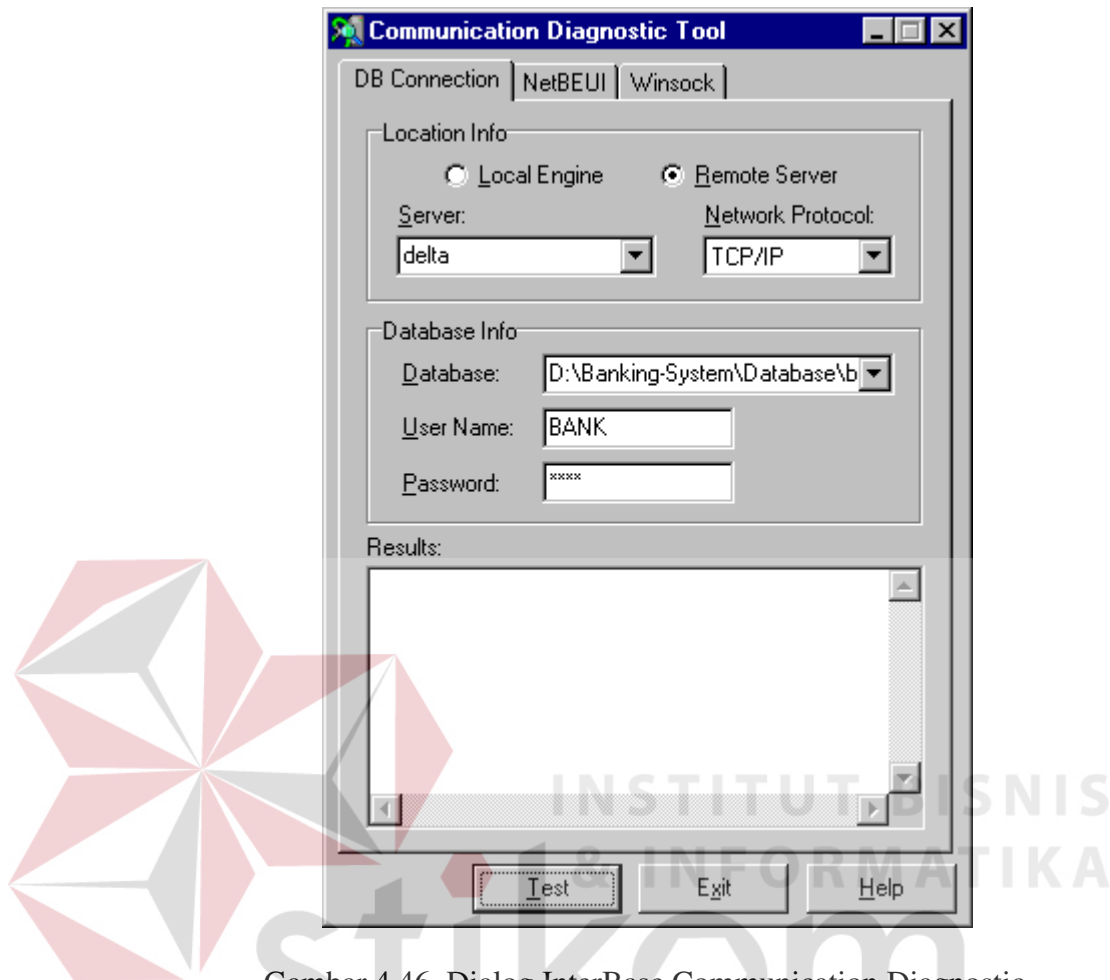 Communication Diagnostic Tool
DB Connection NetBEUI Winsock
Location Info
Local Engine Remote Server
Server: Network Protocol:
delta TCP/IP
Database Info
Database: D:\Banking-System\Database\b
User Name: BANK
Password: ****
Results:
INSTITUT BISNIS
& INFORMATIKA
Test Exit Help
stikom
Gambar 4.46. Dialog InterBase Communication Diagnostic